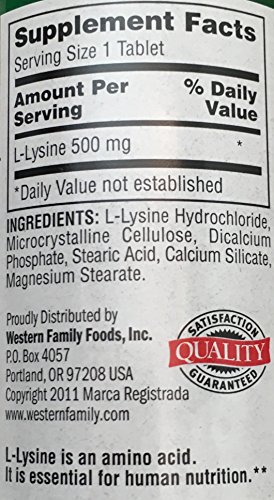 Supplement Facts
Serving Size 1 Tablet
Amount Per Serving
% Daily Value
L-Lysine 500 mg *
*Daily Value not established
INGREDIENTS: L-Lysine Hydrochloride,
Microcrystalline Cellulose, Dicalcium
Phosphate, Stearic Acid, Calcium Silicate,
Magnesium Stearate.
Proudly Distributed by
Western Family Foods, Inc.
P.O. Box 4057
Portland, OR 97208 USA
Copyright 2011 Marca Registrada
www.westernfamily.com
SATISFACTION
QUALITY
GUARANTEED
L-Lysine is an amino acid.
It is essential for human nutrition.**